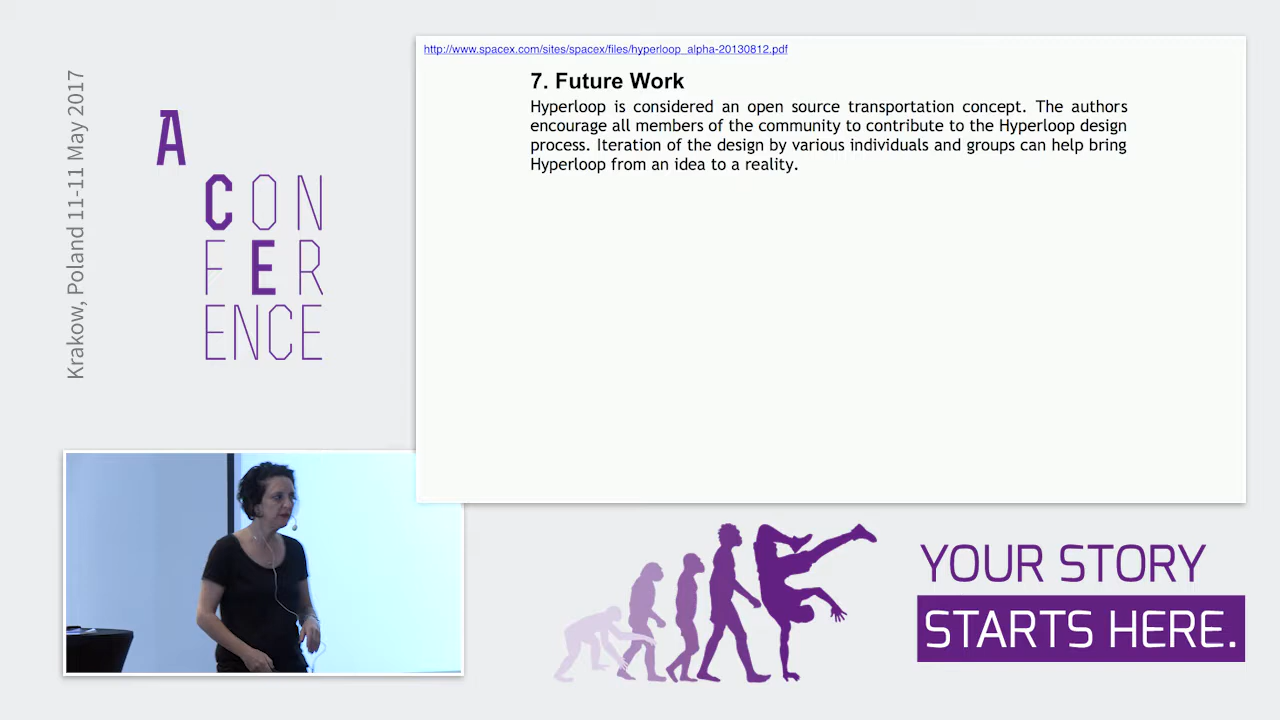 Krakow, Poland 11-11 May 2017
A
CON
FER
ENCE
http://www.spacex.com/sites/spacex/files/hyperloop_alpha-20130812.pdf
7. Future Work
Hyperloop is considered an open source transportation concept. The authors
encourage all members of the community to contribute to the Hyperloop design
process. Iteration of the design by various individuals and groups can help bring
Hyperloop from an idea to a reality.
YOUR STORY
STARTS HERE.